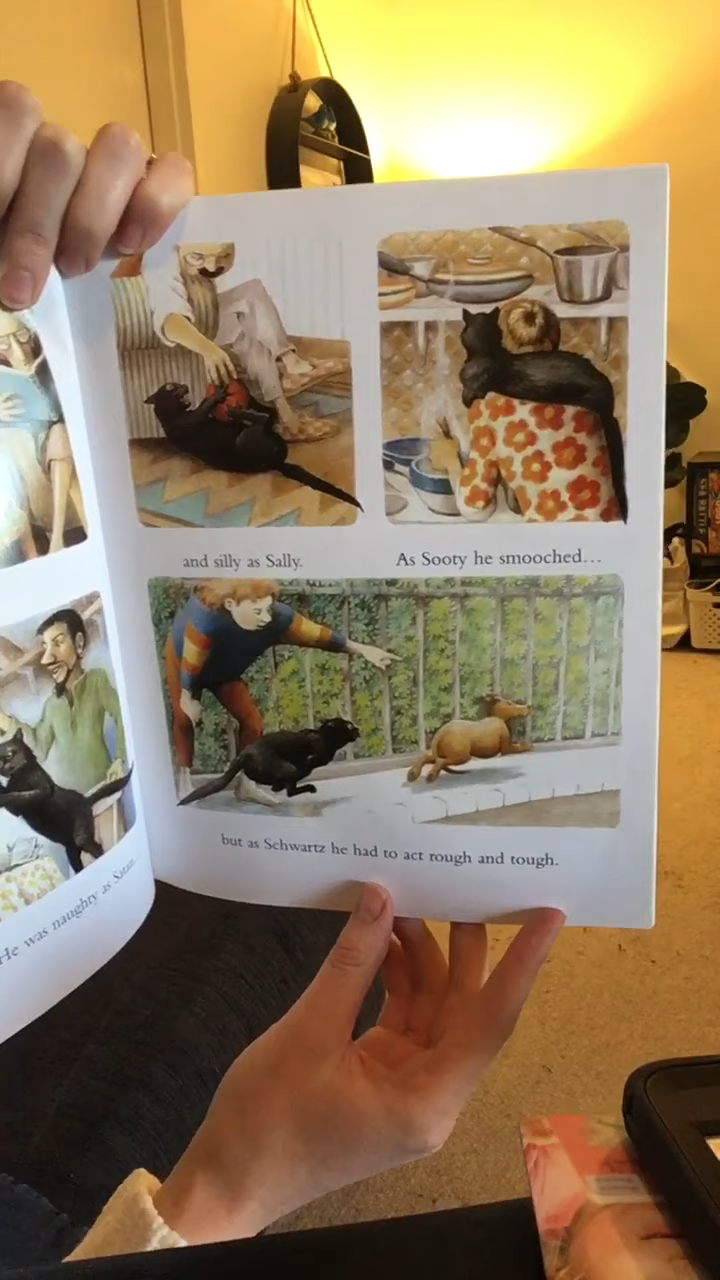 He was naughty as Satan...
and silly as Sally.
As Sooty he smooched...
but as Schwartz he had to act rough and tough.